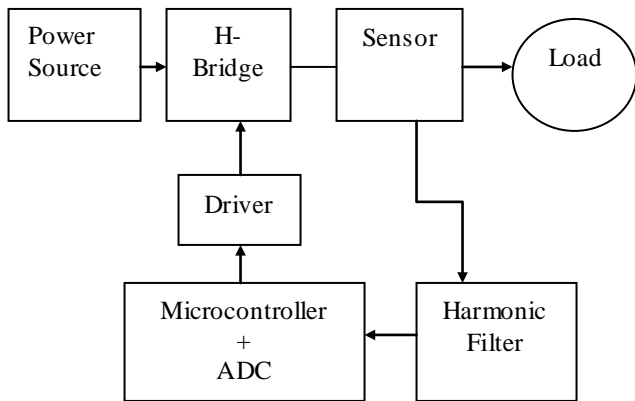 Power
Source
H-
Bridge
Sensor
Load
Driver
Microcontroller
+
ADC
Harmonic
Filter